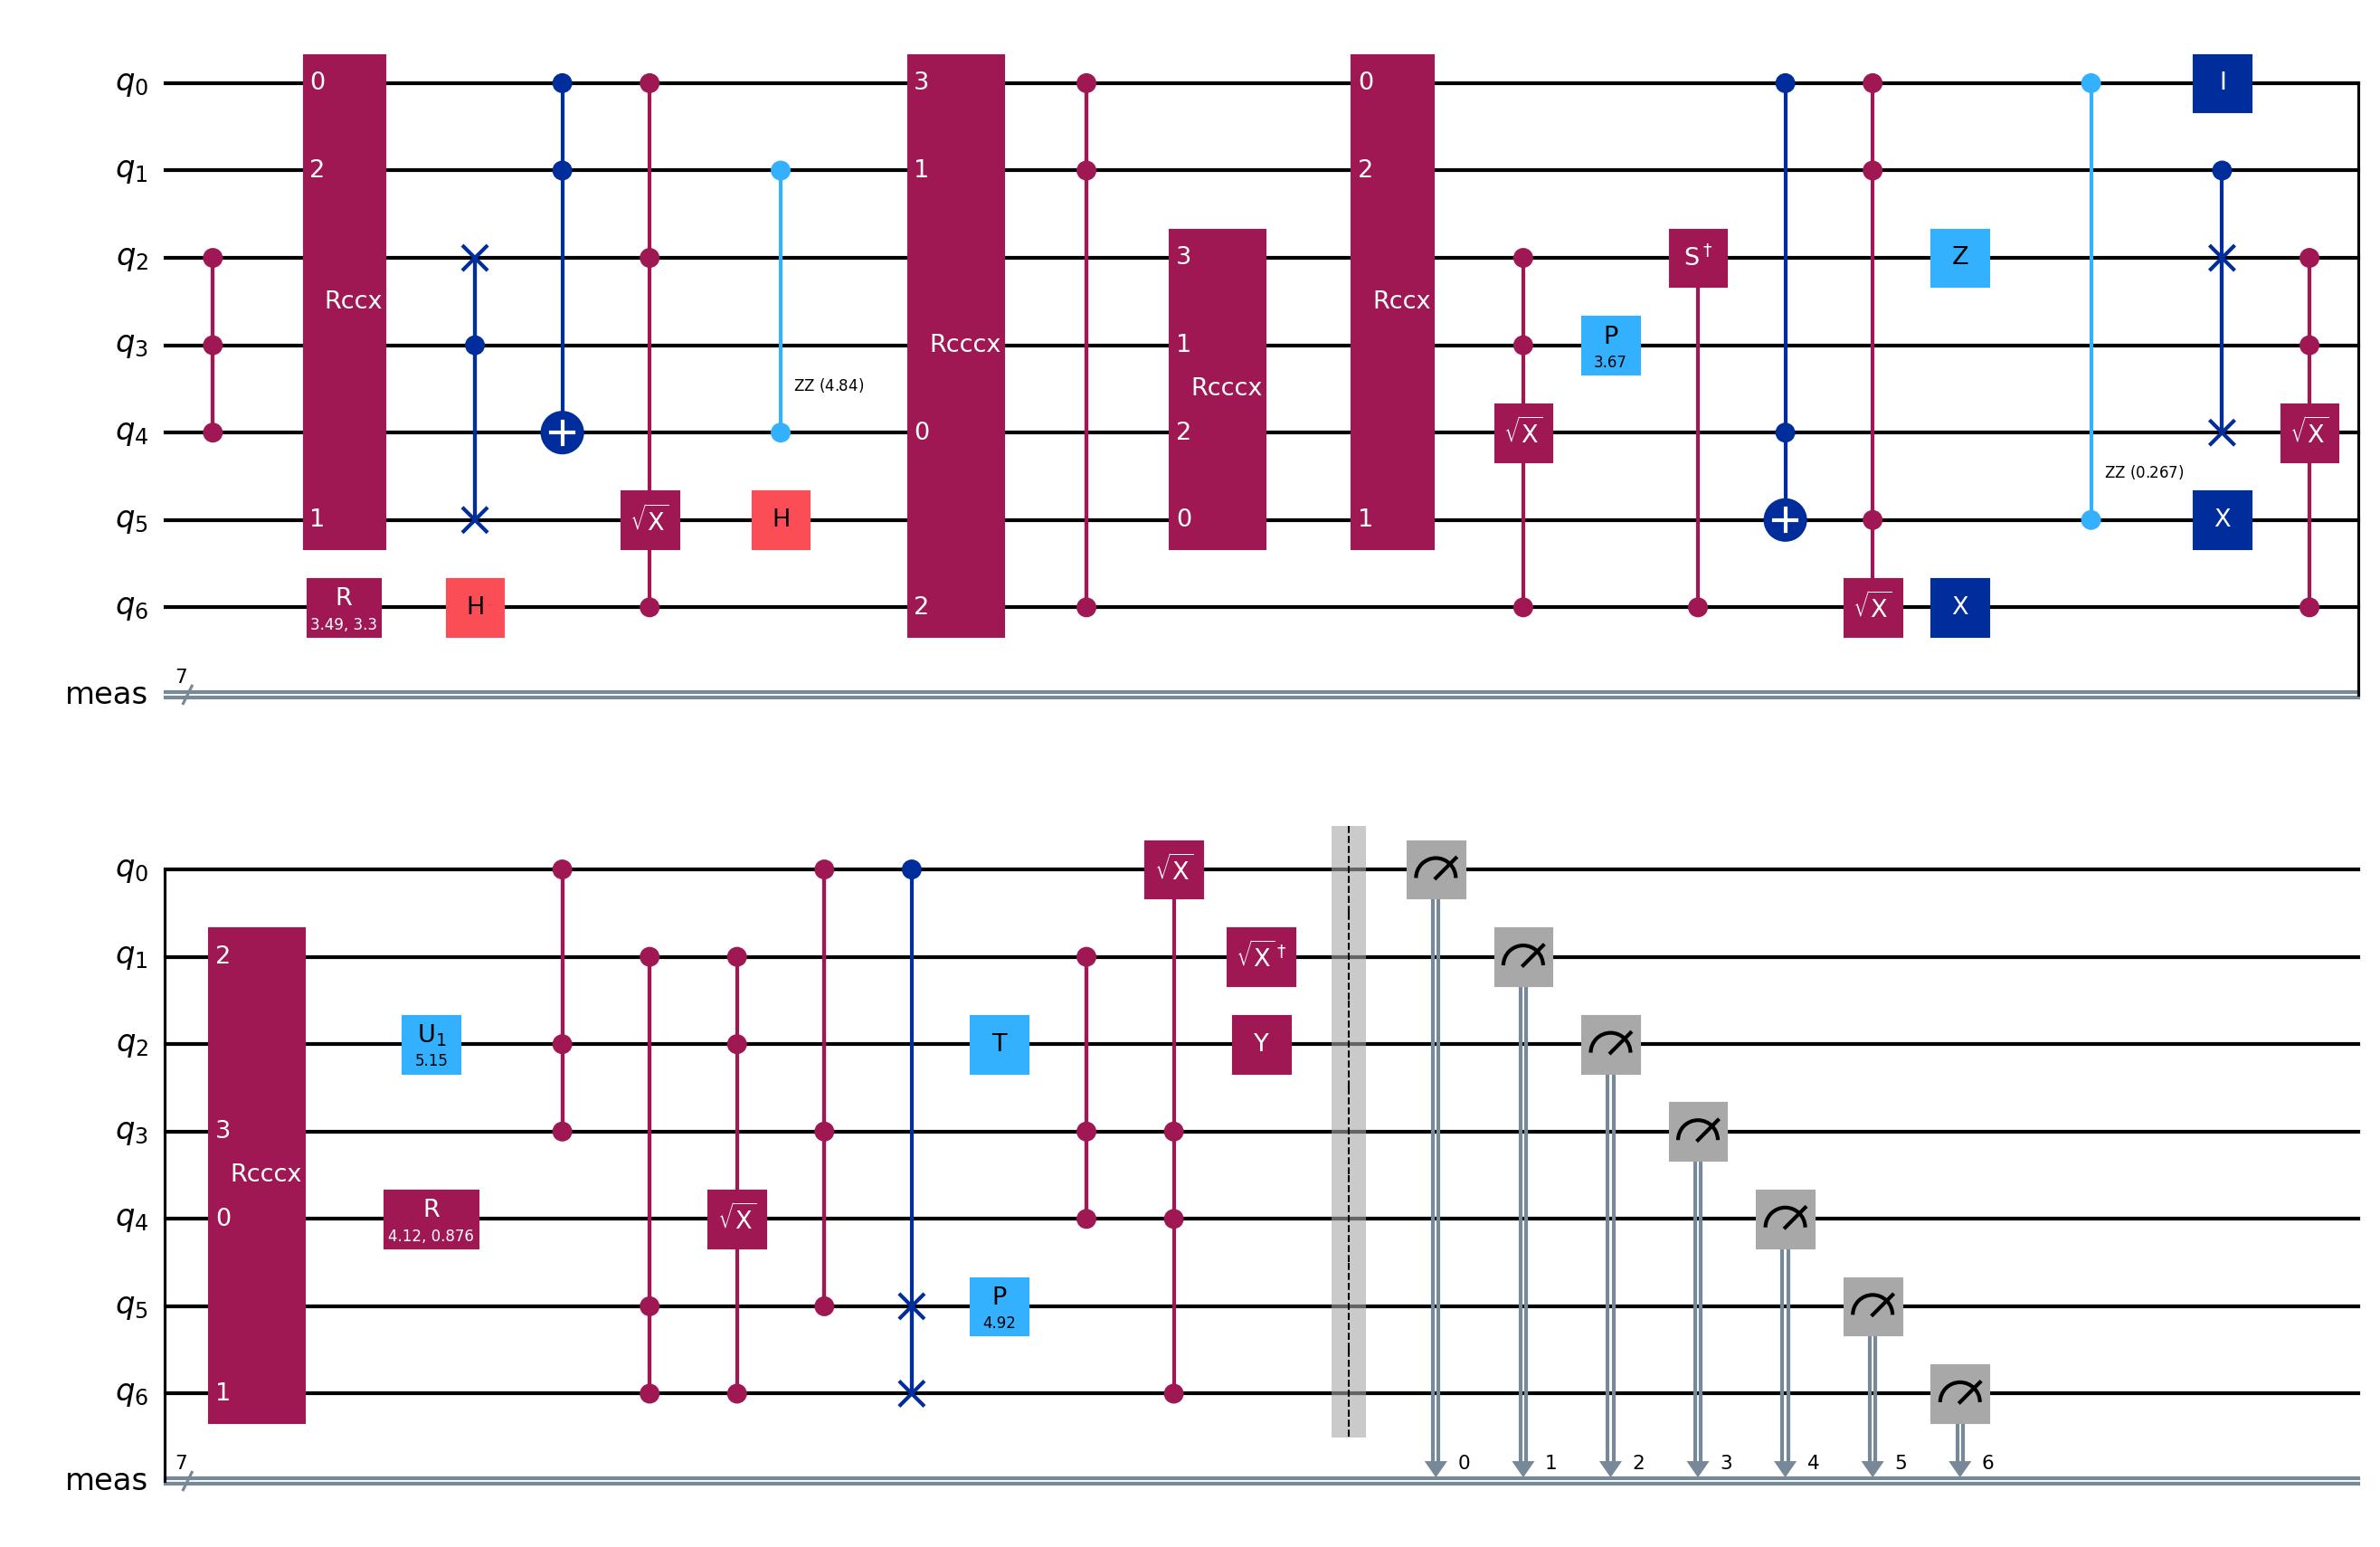 q0 0 3 0 I
q1 2 1 2
q2 3 S† Z
Rccx Rccx
q3 Rcccx 1 P 3.67
ZZ (4.84) Rcccx
q4 0 2 √X √X
ZZ (0.267)
q5 1 √X H 0 1 X
q6 R 3.49, 3.3 H 2 √X X
7
meas
q0 √X
q1 2 √X†
q2 U1 5.15 T Y
q3 3
Rcccx
q4 0 R 4.12, 0.876 √X
q5 P 4.92
q6 1
7 0 1 2 3 4 5 6
meas